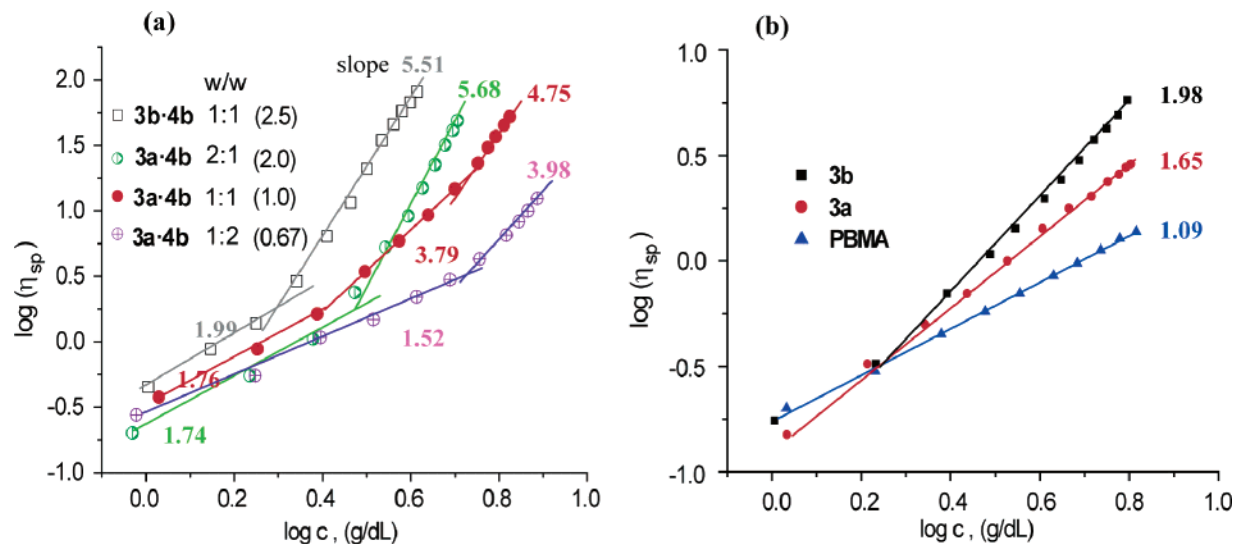 (a)
slope 5.51
w/w
3b·4b 1:1 (2.5)
3a·4b 2:1 (2.0)
3a·4b 1:1 (1.0)
3a·4b 1:2 (0.67)
5.68
4.75
3.98
3.79
1.99
1.52
1.76
1.74
2.0
1.5
1.0
0.5
0.0
-0.5
-1.0
log (ηsp)
0.0 0.2 0.4 0.6 0.8 1.0
log c , (g/dL)
(b)
1.98
1.65
1.09
3b
3a
PBMA
1.0
0.5
0.0
-0.5
-1.0
log (ηsp)
0.0 0.2 0.4 0.6 0.8 1.0
log c , (g/dL)